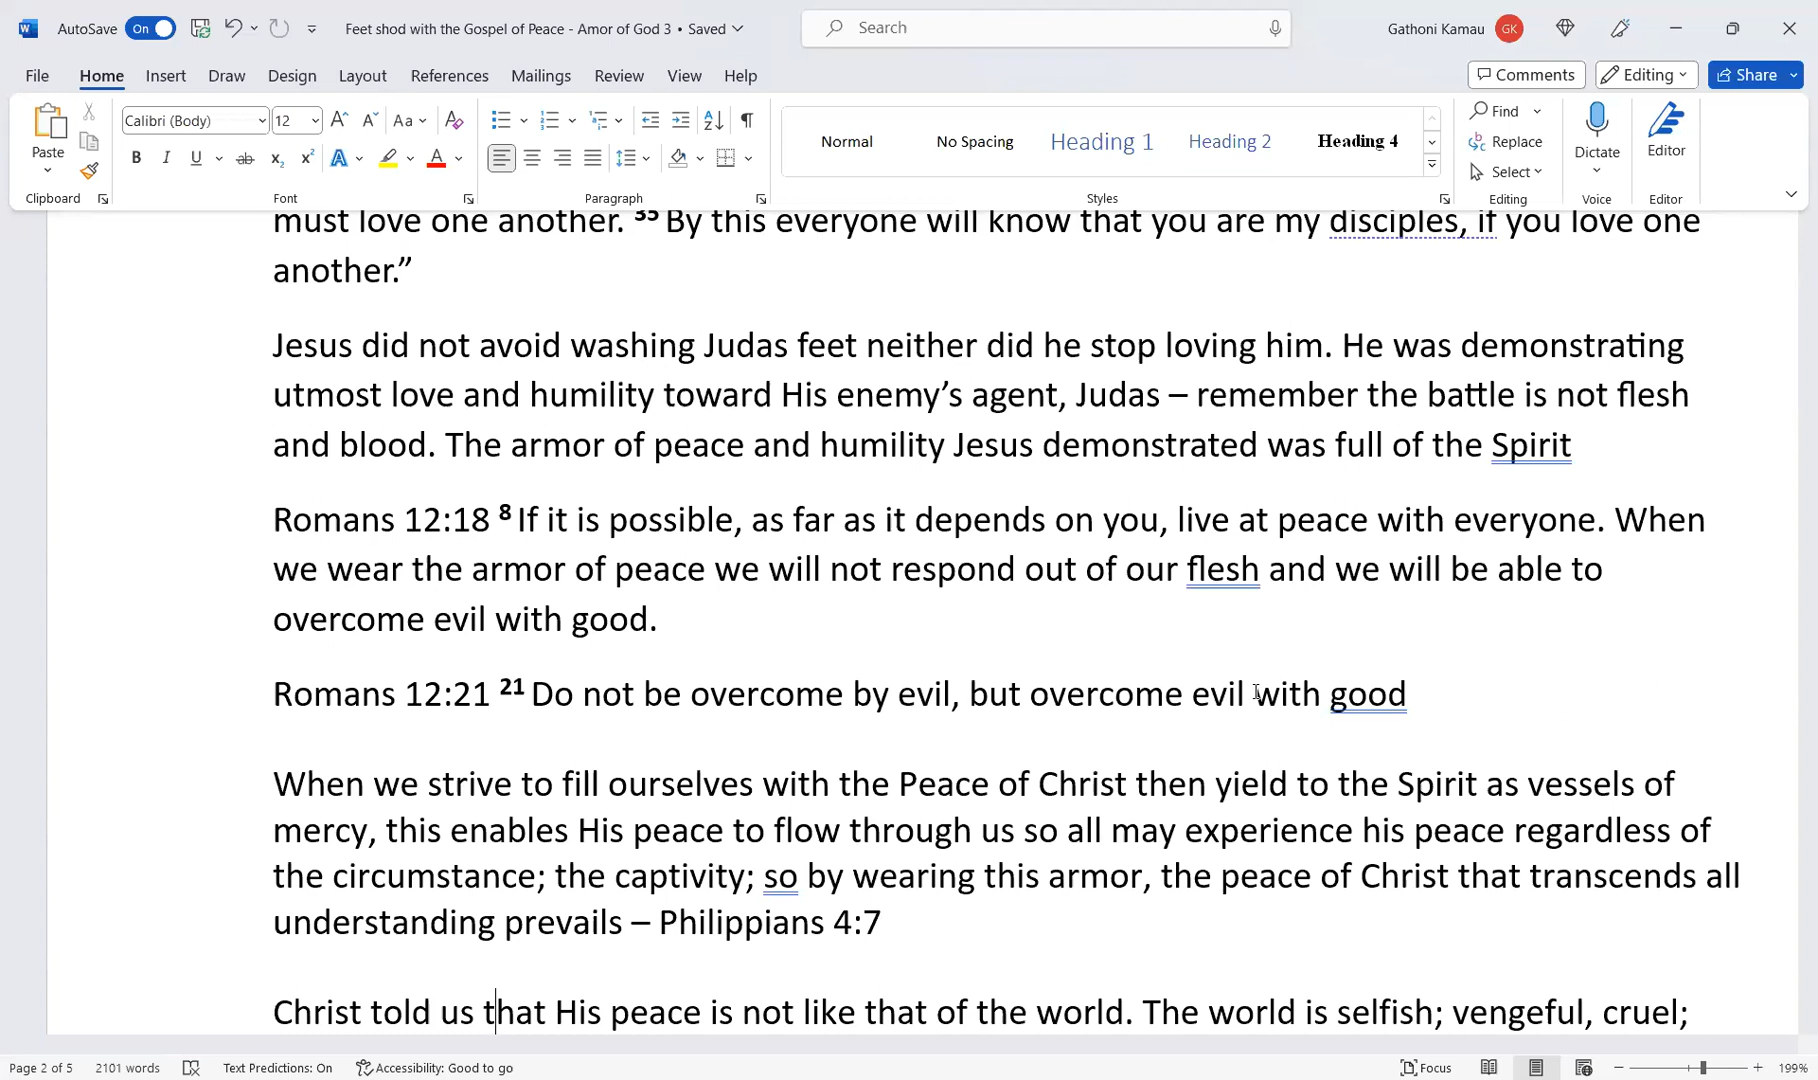 AutoSave On Feet shod with the Gospel of Peace - Amor of God 3 • Saved Search Gathoni Kamau GK
File Home Insert Draw Design Layout References Mailings Review View Help Comments Editing Share
Paste Calibri (Body) 12 Aa Normal No Spacing Heading 1 Heading 2 Heading 4 Find Replace Select Dictate Editor
Clipboard Font Paragraph Styles Editing Voice Editor
must love one another. 35 By this everyone will know that you are my disciples, if you love one
another.”
Jesus did not avoid washing Judas feet neither did he stop loving him. He was demonstrating
utmost love and humility toward His enemy’s agent, Judas – remember the battle is not flesh
and blood. The armor of peace and humility Jesus demonstrated was full of the Spirit
Romans 12:18 8 If it is possible, as far as it depends on you, live at peace with everyone. When
we wear the armor of peace we will not respond out of our flesh and we will be able to
overcome evil with good.
Romans 12:21 21 Do not be overcome by evil, but overcome evil with good
When we strive to fill ourselves with the Peace of Christ then yield to the Spirit as vessels of
mercy, this enables His peace to flow through us so all may experience his peace regardless of
the circumstance; the captivity; so by wearing this armor, the peace of Christ that transcends all
understanding prevails – Philippians 4:7
Christ told us that His peace is not like that of the world. The world is selfish; vengeful, cruel;
Page 2 of 5 2101 words Text Predictions: On Accessibility: Good to go Focus 199%